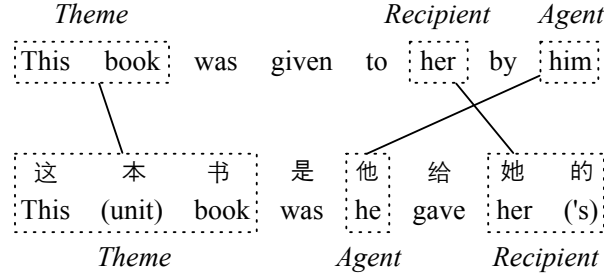 Theme Recipient Agent
This book was given to her by him
这 本 书 是 他 给 她 的
This (unit) book was he gave her ('s)
Theme Agent Recipient